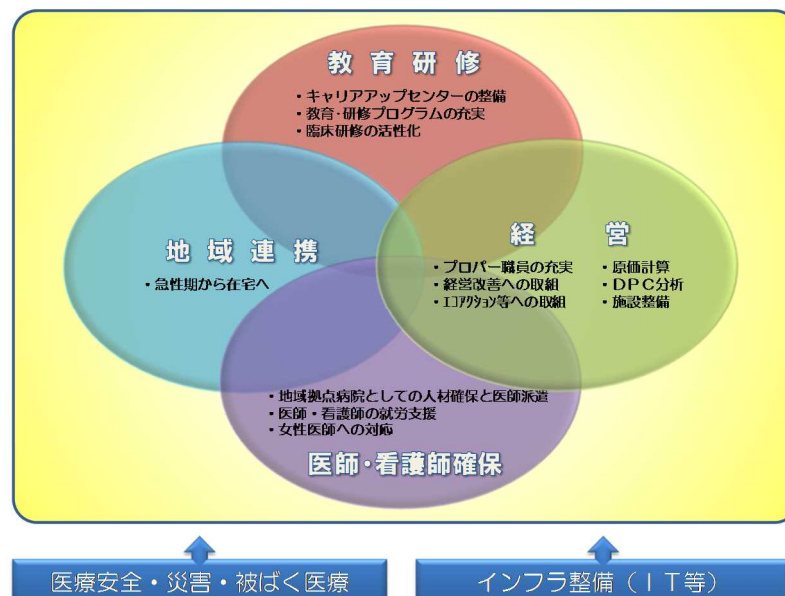 教育研修
・キャリアアップセンターの整備
・教育・研修プログラムの充実
・臨床研修の活性化
地域連携
・急性期から在宅へ
経営
・プロパー職員の充実
・経営改善への取組
・ｴｺｱｸｼｮﾝ等への取組
・原価計算
・ＤＰＣ分析
・施設整備
・地域拠点病院としての人材確保と医師派遣
・医師・看護師の就労支援
・女性医師への対応
医師・看護師確保
医療安全・災害・被ばく医療
インフラ整備（ＩＴ等）